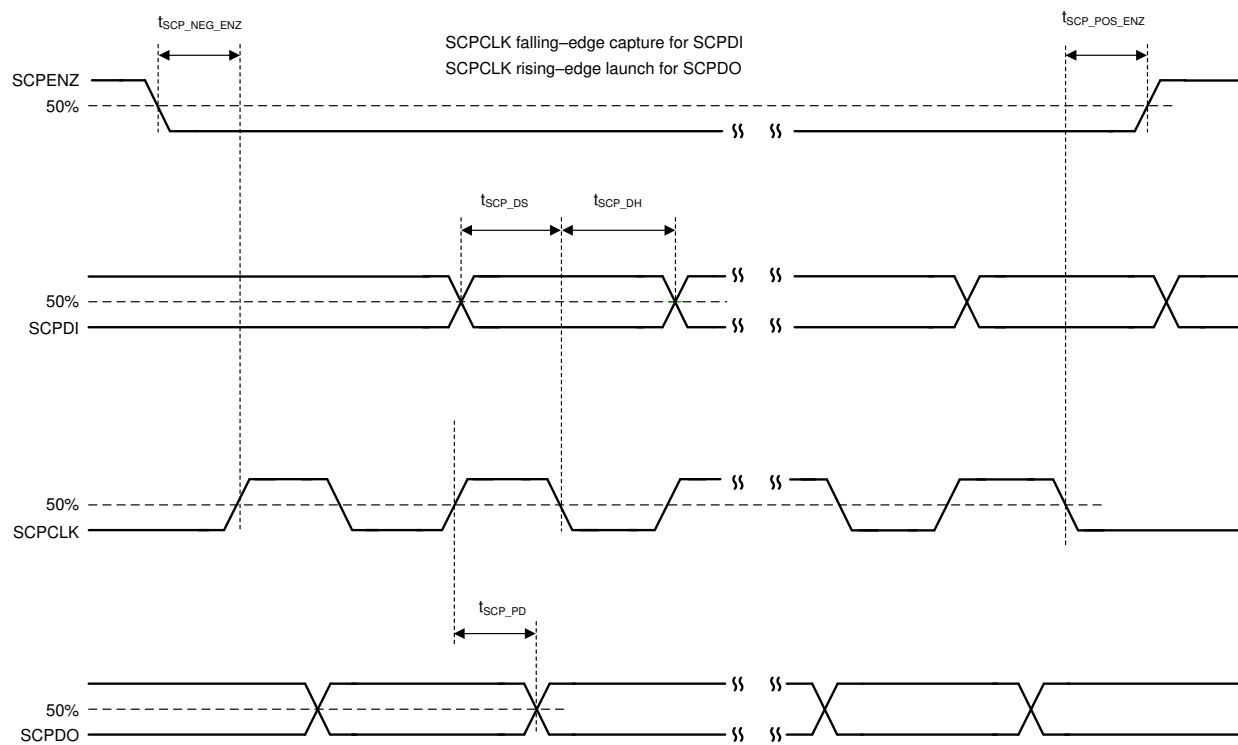 tSCP_NEG_ENZ
tSCP_POS_ENZ
SCPCLK falling–edge capture for SCPDI
SCPCLK rising–edge launch for SCPDO
SCPENZ
50%
tSCP_DS
tSCP_DH
50%
SCPDI
50%
SCPCLK
tSCP_PD
50%
SCPDO